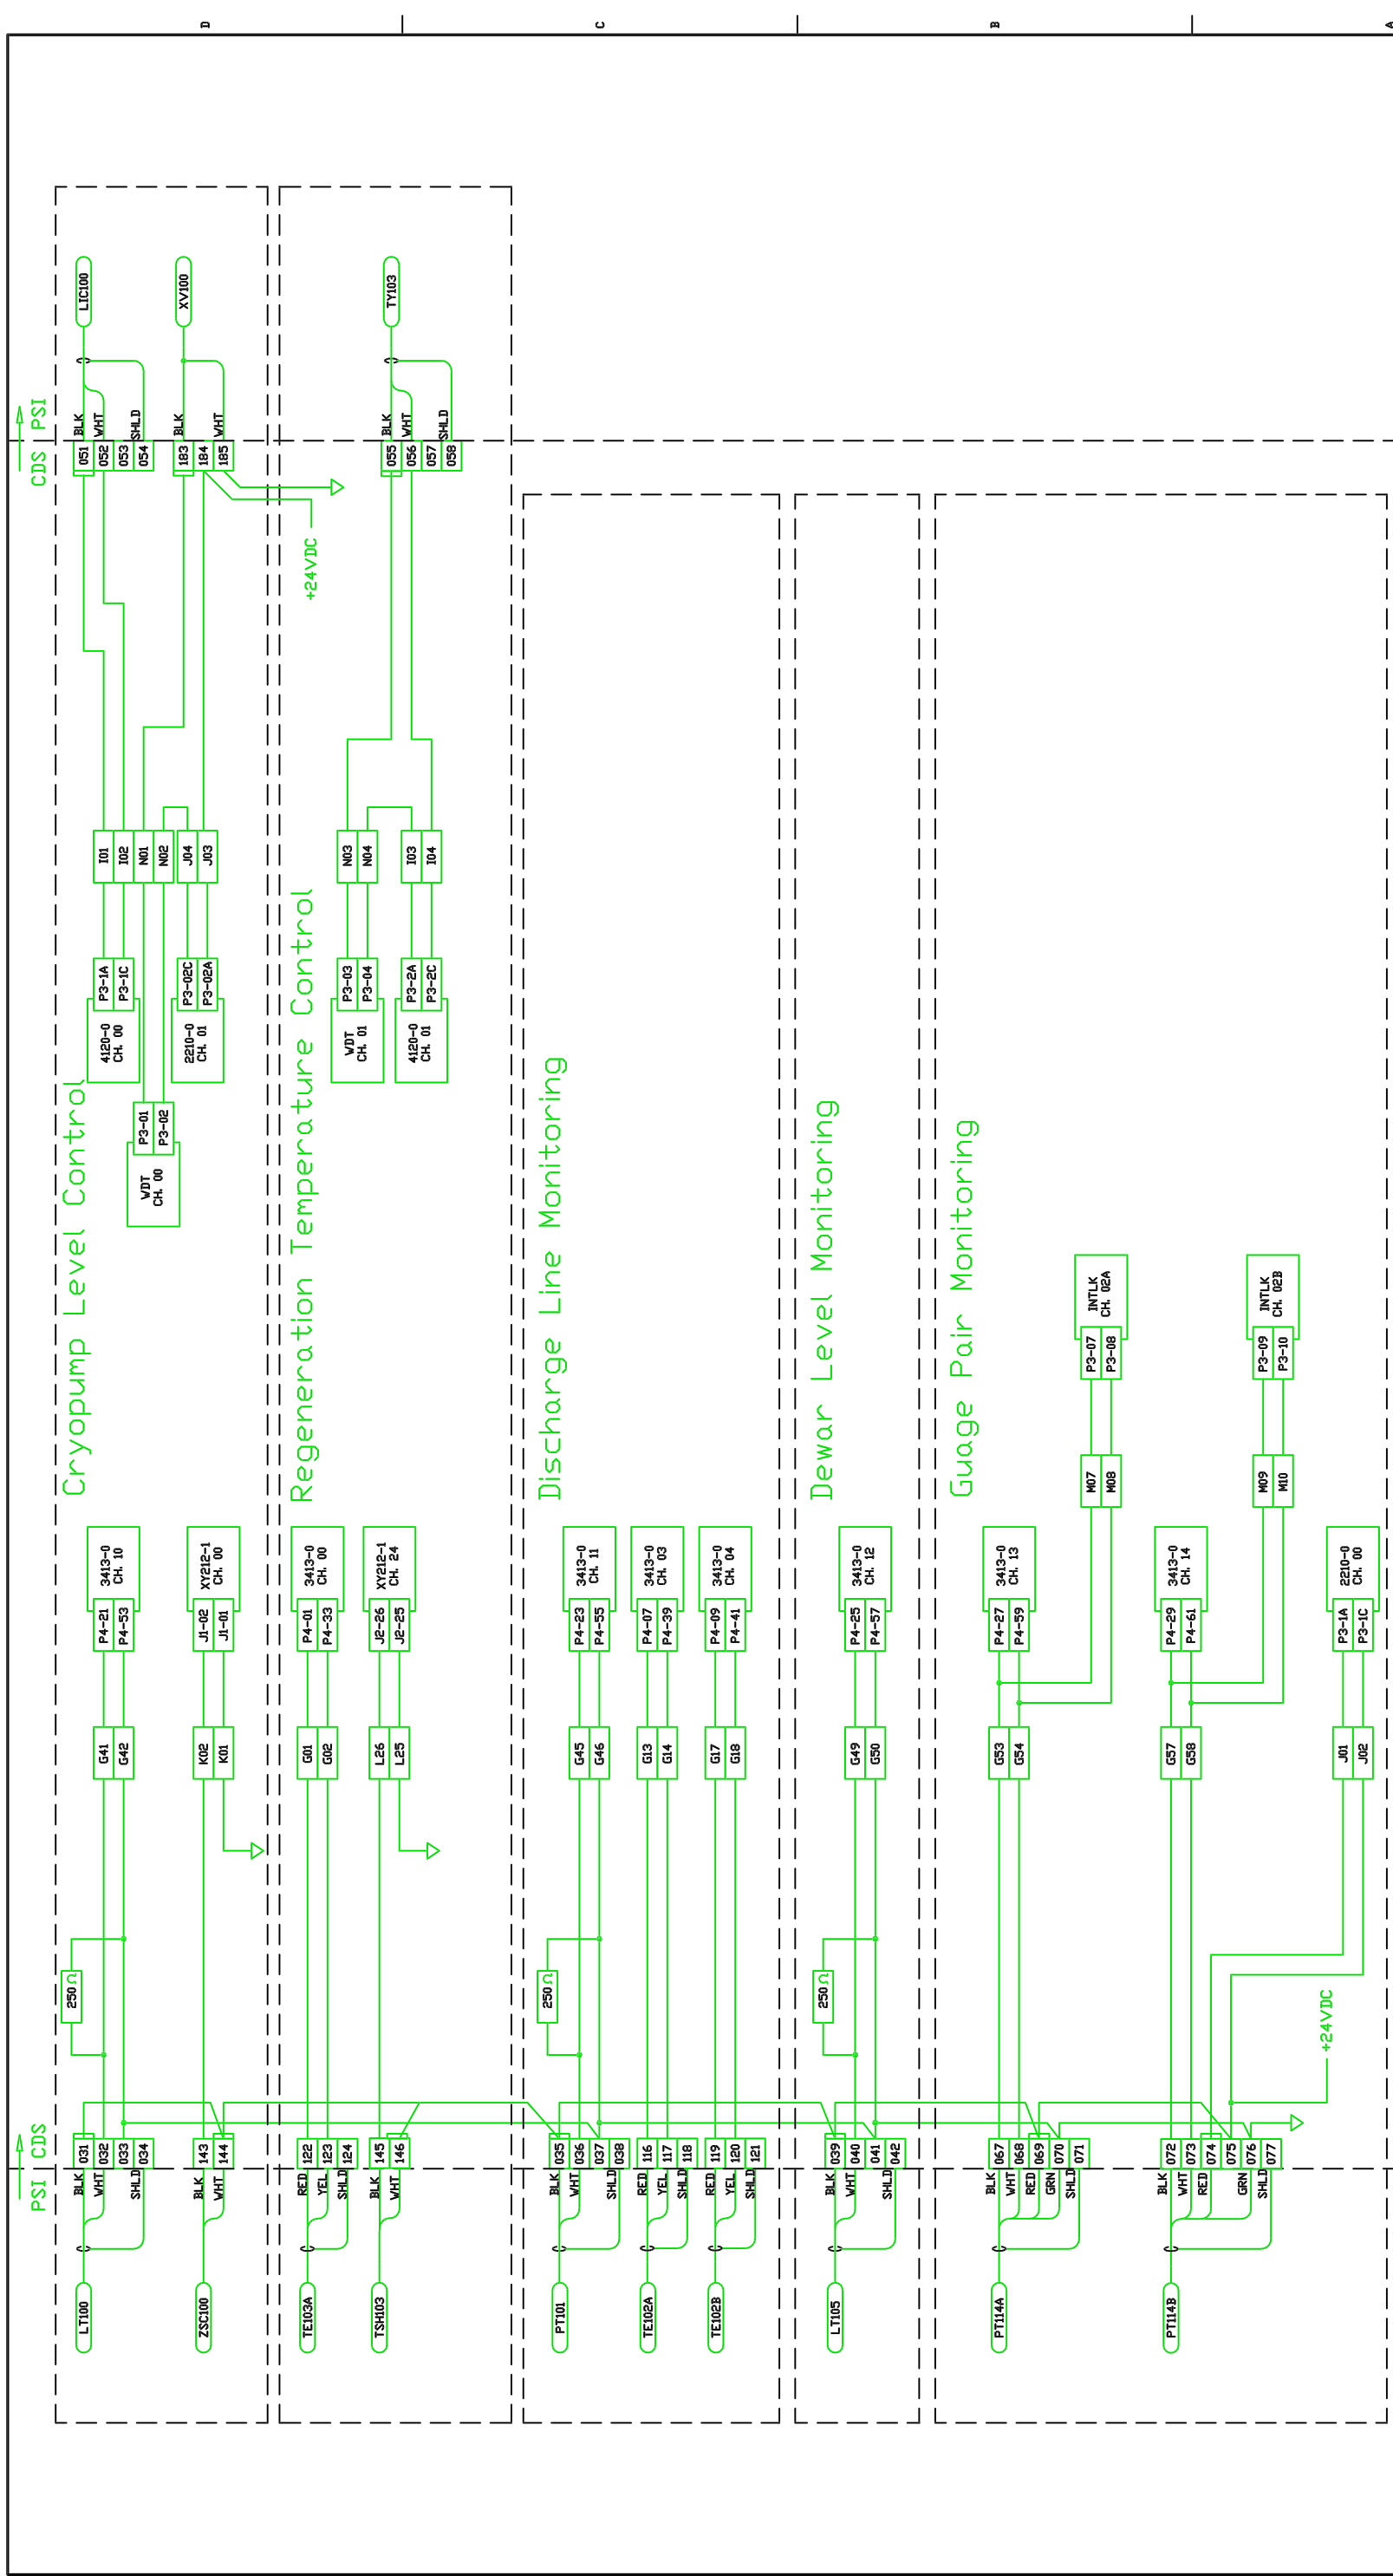 D
C
B
A
CDS PSI
PSI CDS
Cryopump Level Control
LT100
BLK
WHT
SHLD
031
032
033
034
250Ω
G41
G42
P4-21
P4-53
3413-0
CH. 10
ZSC100
BLK
WHT
143
144
K02
K01
J1-02
J1-01
XY212-1
CH. 00
WDT
CH. 00
P3-01
P3-02
4120-0
CH. 00
P3-1A
P3-1C
2210-0
CH. 01
P3-02C
P3-02A
I01
I02
N01
N02
J04
J03
051
052
053
054
BLK
WHT
SHLD
LIC100
183
184
185
BLK
WHT
XV100
+24VDC
Regeneration Temperature Control
TE103A
RED
YEL
SHLD
122
123
124
G01
G02
P4-01
P4-33
3413-0
CH. 00
TSH103
BLK
WHT
145
146
L26
L25
J2-26
J2-25
XY212-1
CH. 24
WDT
CH. 01
P3-03
P3-04
N03
N04
4120-0
CH. 01
P3-2A
P3-2C
I03
I04
055
056
057
058
BLK
WHT
SHLD
TY103
Discharge Line Monitoring
PT101
BLK
WHT
SHLD
035
036
037
038
250Ω
G45
G46
P4-23
P4-55
3413-0
CH. 11
TE102A
RED
YEL
SHLD
116
117
118
G13
G14
P4-07
P4-39
3413-0
CH. 03
TE102B
RED
YEL
SHLD
119
120
121
G17
G18
P4-09
P4-41
3413-0
CH. 04
Dewar Level Monitoring
LT105
BLK
WHT
SHLD
039
040
041
042
250Ω
G49
G50
P4-25
P4-57
3413-0
CH. 12
Guage Pair Monitoring
PT114A
BLK
WHT
RED
GRN
SHLD
067
068
069
070
071
G53
G54
P4-27
P4-59
3413-0
CH. 13
M07
M08
P3-07
P3-08
INTLK
CH. 02A
PT114B
BLK
WHT
RED
GRN
SHLD
072
073
074
075
076
077
G57
G58
P4-29
P4-61
3413-0
CH. 14
M09
M10
P3-09
P3-10
INTLK
CH. 02B
+24VDC
J01
J02
P3-1A
P3-1C
2210-0
CH. 00